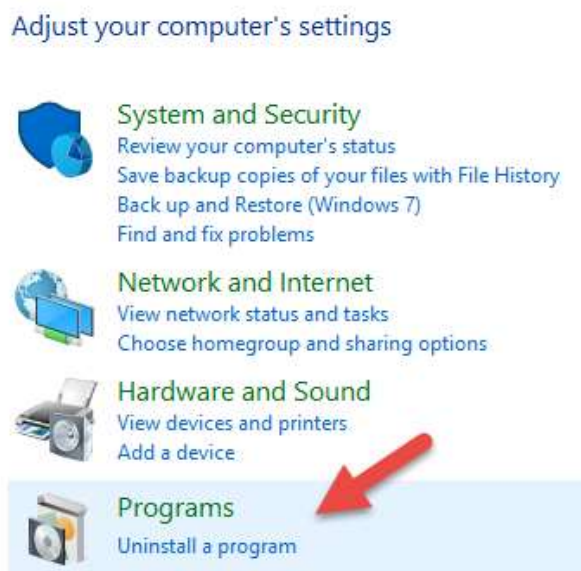 Adjust your computer's settings
System and Security
Review your computer's status
Save backup copies of your files with File History
Back up and Restore (Windows 7)
Find and fix problems
Network and Internet
View network status and tasks
Choose homegroup and sharing options
Hardware and Sound
View devices and printers
Add a device
Programs
Uninstall a program